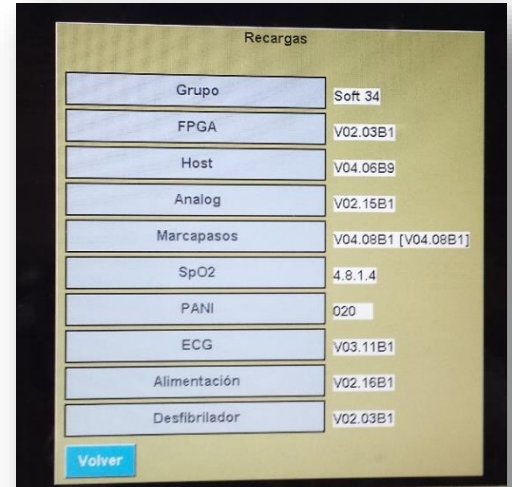 Recargas
Grupo Soft 34
FPGA V02.03B1
Host V04.06B9
Analog V02.15B1
Marcapasos V04.08B1 [V04.08B1]
SpO2 4.8.1.4
PANI 020
ECG V03.11B1
Alimentación V02.16B1
Desfibrilador V02.03B1
Volver